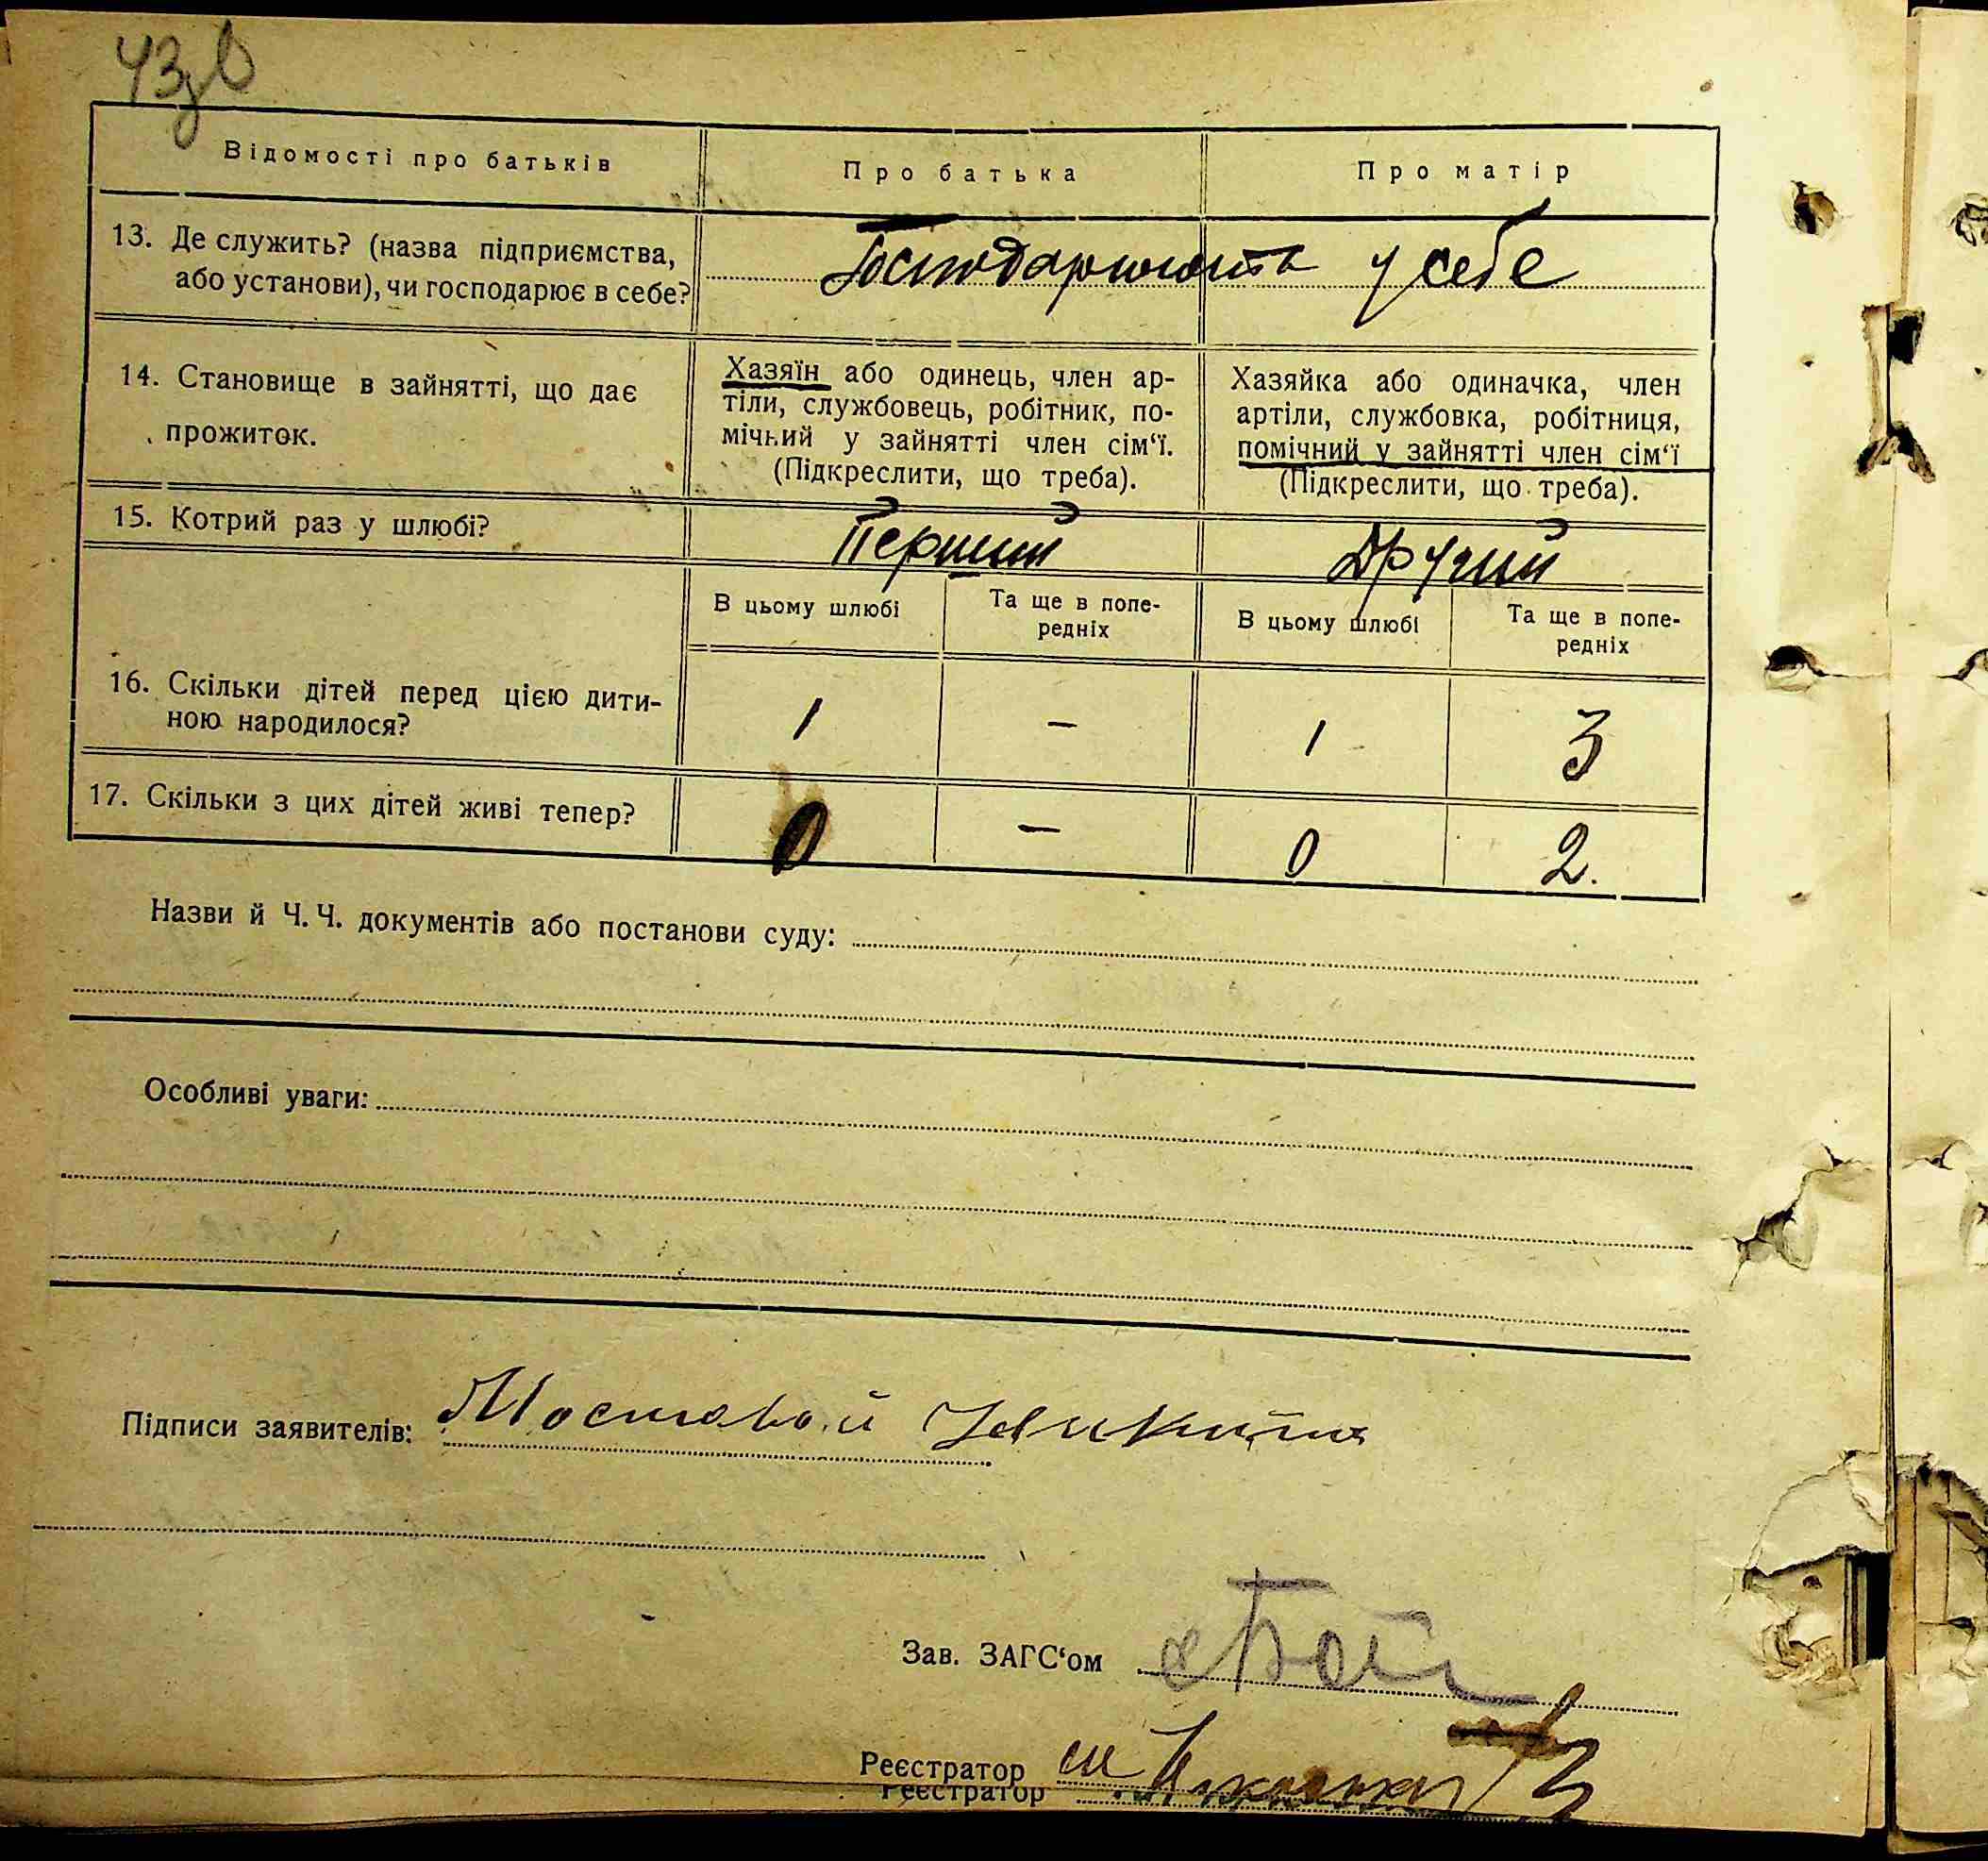 43зв
Відомості про батьків Про батька Про матір
13. Де служить? (назва підприємства, Господарюють у себе
або установи), чи господарює в себе?
14. Становище в зайнятті, що дає
прожиток.
Хазяїн або одинець, член ар-
тіли, службовець, робітник, по-
мічний у зайнятті член сім‘ї.
(Підкреслити, що треба).
Хазяйка або одиначка, член
артіли, службовка, робітниця,
помічний у зайнятті член сім‘ї
(Підкреслити, що треба).
15. Котрий раз у шлюбі? Перший Другий
В цьому шлюбі
Та ще в попе-
редніх
В цьому шлюбі
Та ще в попе-
редніх
16. Скільки дітей перед цією дити-
ною народилося? 1 – 1 3
17. Скільки з цих дітей живі тепер? 0 – 0 2.
Назви й Ч. Ч. документів або постанови суду:
Особливі уваги:
Підписи заявителів: Мостовой
Зав. ЗАГС‘ом
Реєстратор
Реєстратор